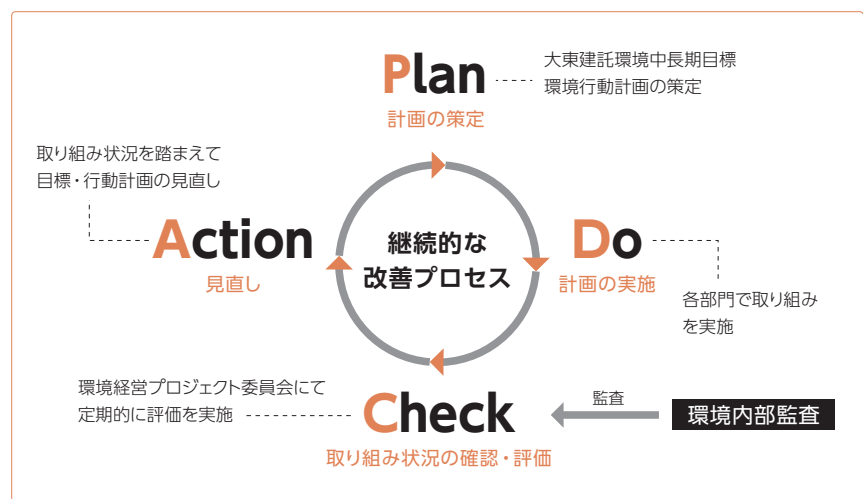 Plan
計画の策定
大東建託環境中長期目標
環境行動計画の策定
取り組み状況を踏まえて
目標・行動計画の見直し
Action
見直し
継続的な
改善プロセス
Do
計画の実施
各部門で取り組み
を実施
環境経営プロジェクト委員会にて
定期的に評価を実施
Check
取り組み状況の確認・評価
監査
環境内部監査